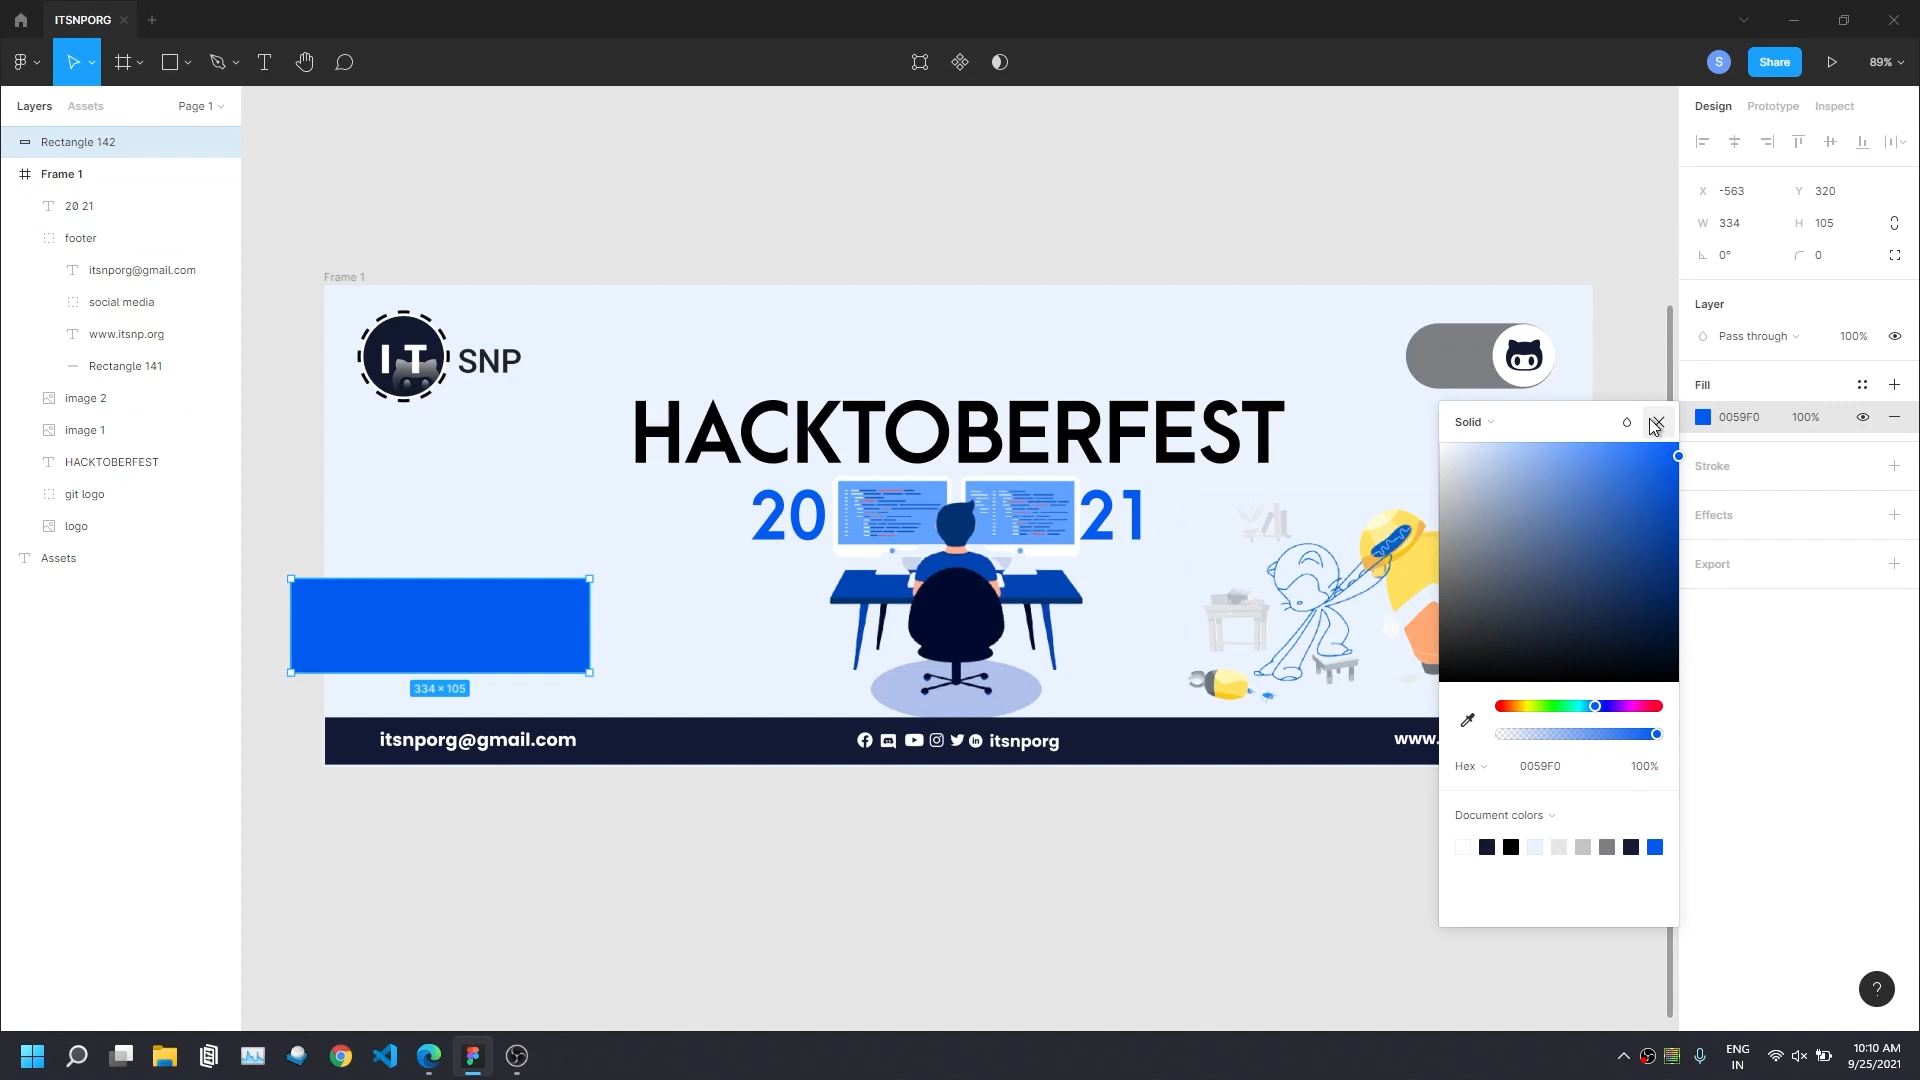 ITSNPORG
Share
89%
Layers
Assets
Page 1
Rectangle 142
Frame 1
20 21
footer
itsnporg@gmail.com
social media
www.itsnp.org
Rectangle 141
image 2
image 1
HACKTOBERFEST
git logo
logo
Assets
Frame 1
IT SNP
HACKTOBERFEST
20 21
334 × 105
itsnporg@gmail.com
itsnporg
www.
Design
Prototype
Inspect
X -563
Y 320
W 334
H 105
0°
0
Layer
Pass through
100%
Fill
0059F0
100%
Stroke
Effects
Export
Solid
Hex
0059F0
100%
Document colors
?
S
ENG
IN
10:10 AM
9/25/2021